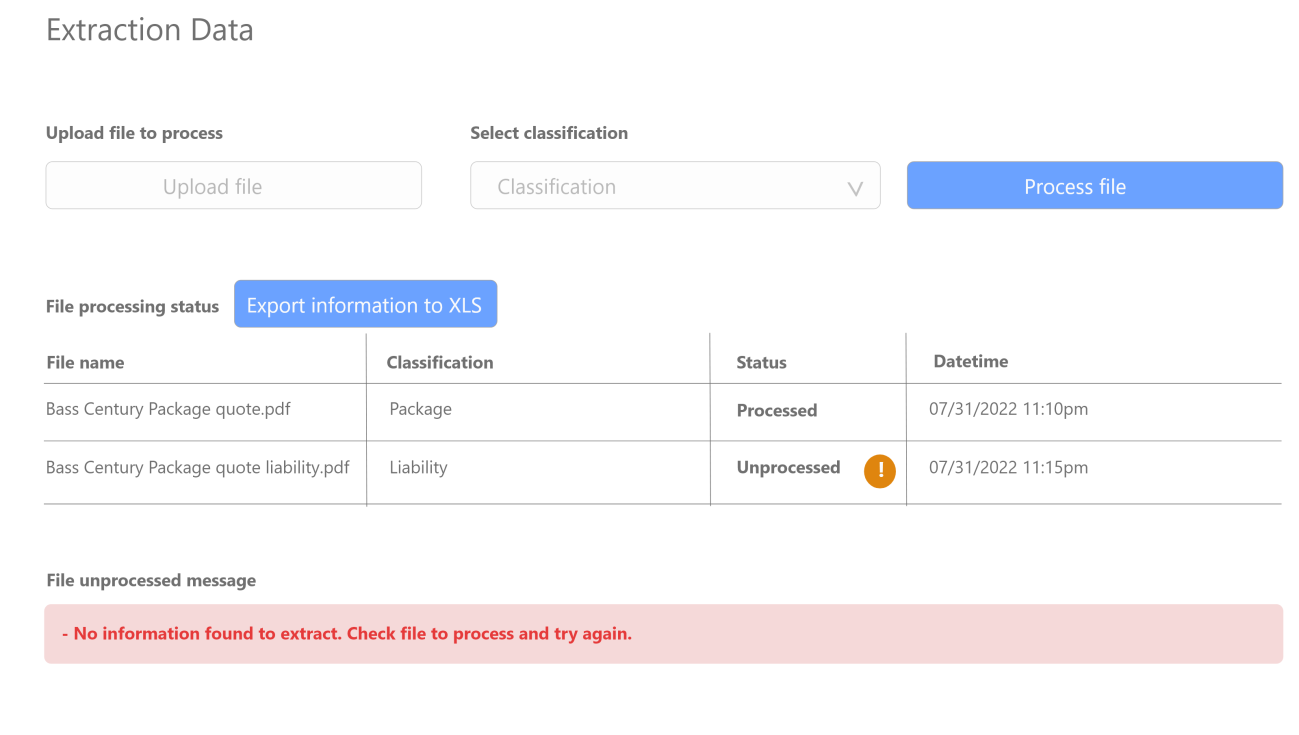 Extraction Data
Upload file to process
Select classification
Upload file
Classification
Process file
File processing status
Export information to XLS
File name
Classification
Status
Datetime
Bass Century Package quote.pdf
Package
Processed
07/31/2022 11:10pm
Bass Century Package quote liability.pdf
Liability
Unprocessed
!
07/31/2022 11:15pm
File unprocessed message
- No information found to extract. Check file to process and try again.